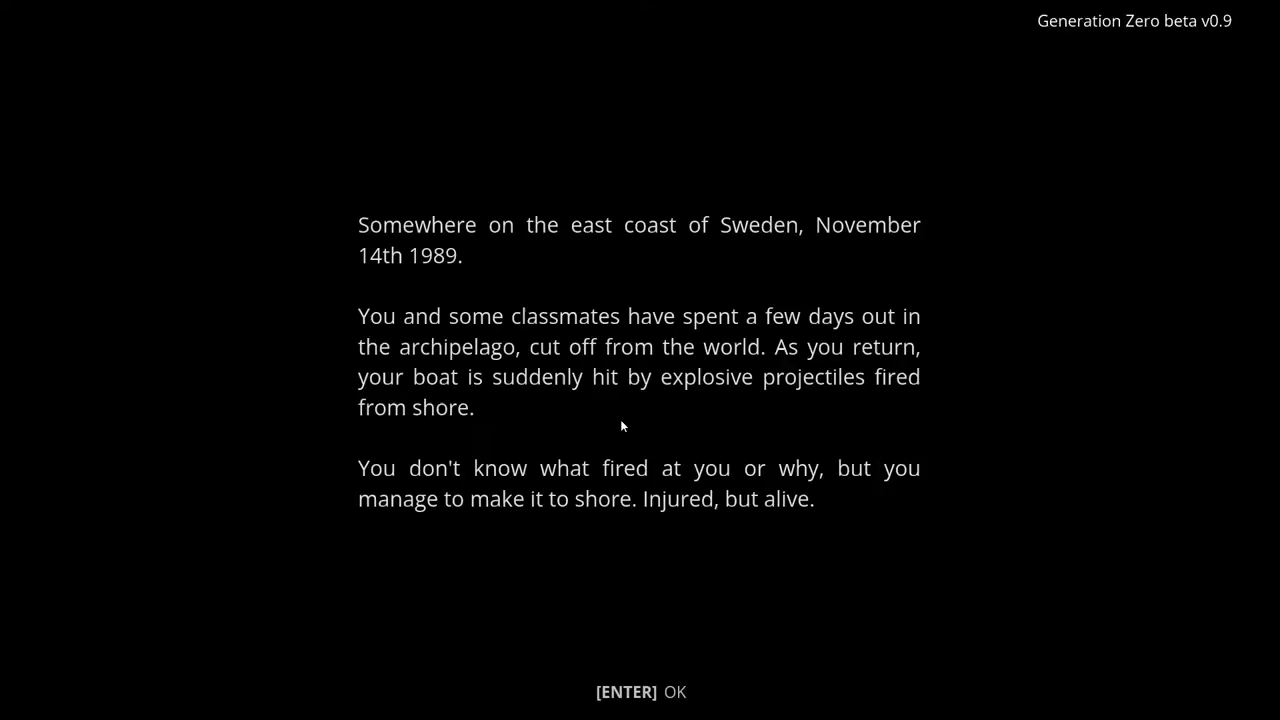 Generation Zero beta v0.9
Somewhere on the east coast of Sweden, November
14th 1989.
You and some classmates have spent a few days out in
the archipelago, cut off from the world. As you return,
your boat is suddenly hit by explosive projectiles fired
from shore.
You don't know what fired at you or why, but you
manage to make it to shore. Injured, but alive.
[ENTER] OK